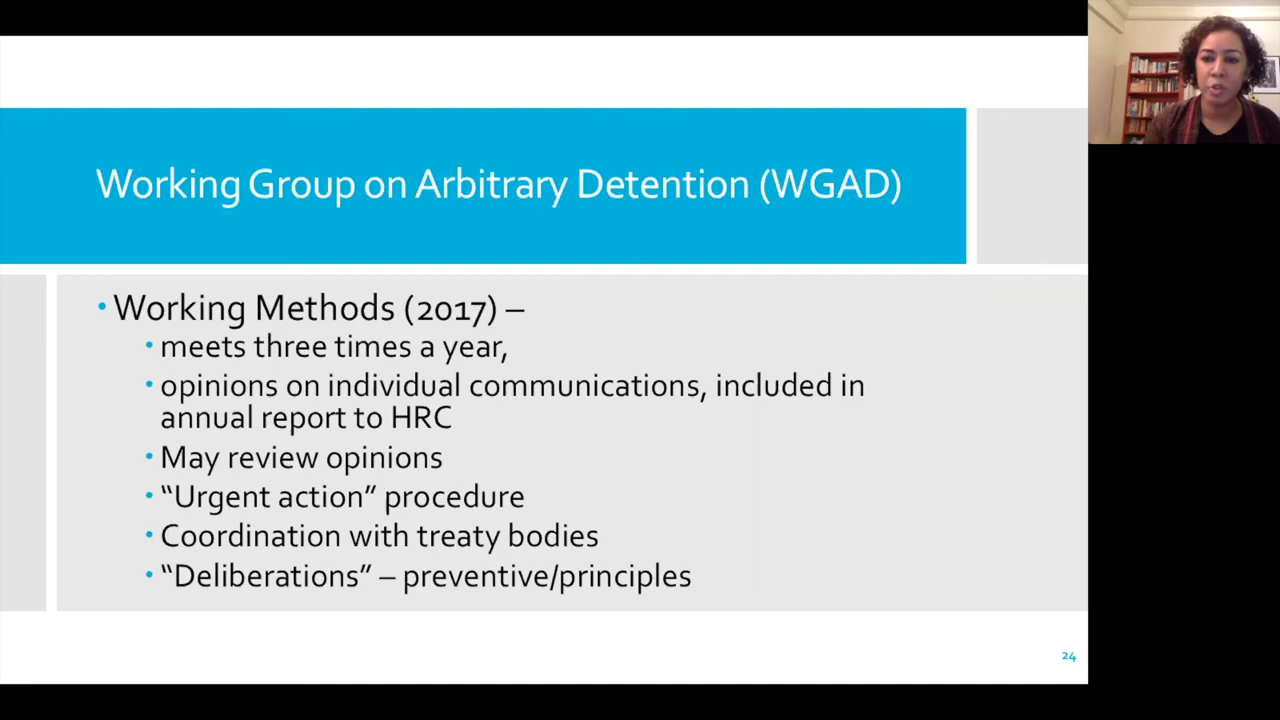 Working Group on Arbitrary Detention (WGAD)
• Working Methods (2017) –
• meets three times a year,
• opinions on individual communications, included in
annual report to HRC
• May review opinions
• “Urgent action” procedure
• Coordination with treaty bodies
• “Deliberations” – preventive/principles
24